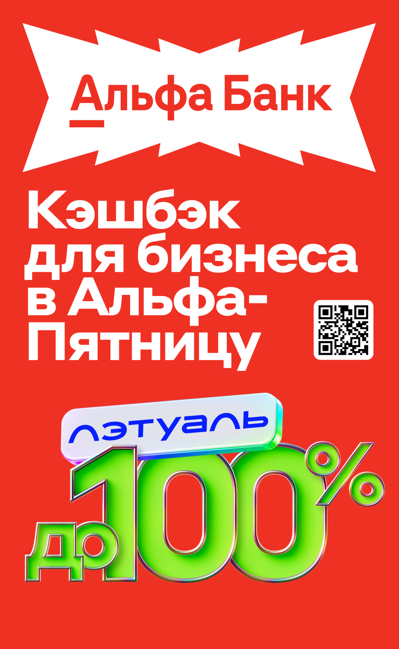 Альфа Банк
Кэшбэк
для бизнеса
в Альфа-
Пятницу
лэтуаль
до 100%